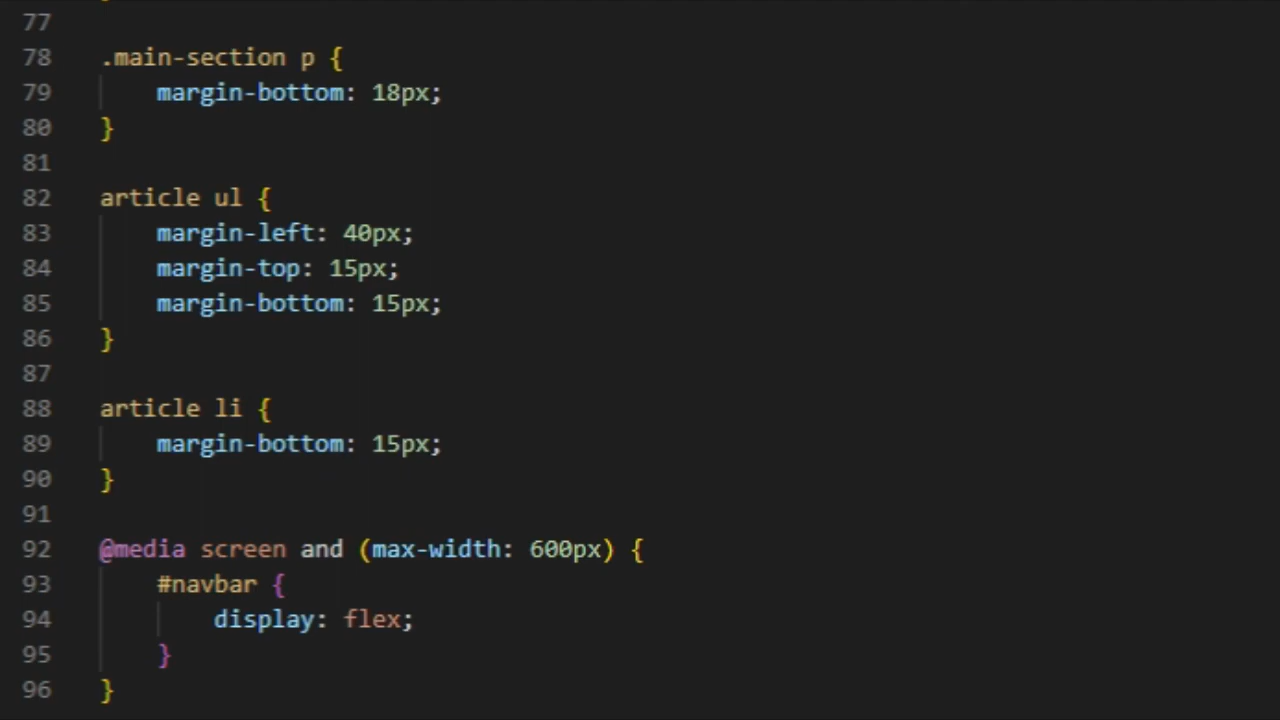 77
78 .main-section p {
79 margin-bottom: 18px;
80 }
81
82 article ul {
83 margin-left: 40px;
84 margin-top: 15px;
85 margin-bottom: 15px;
86 }
87
88 article li {
89 margin-bottom: 15px;
90 }
91
92 @media screen and (max-width: 600px) {
93 #navbar {
94 display: flex;
95 }
96 }